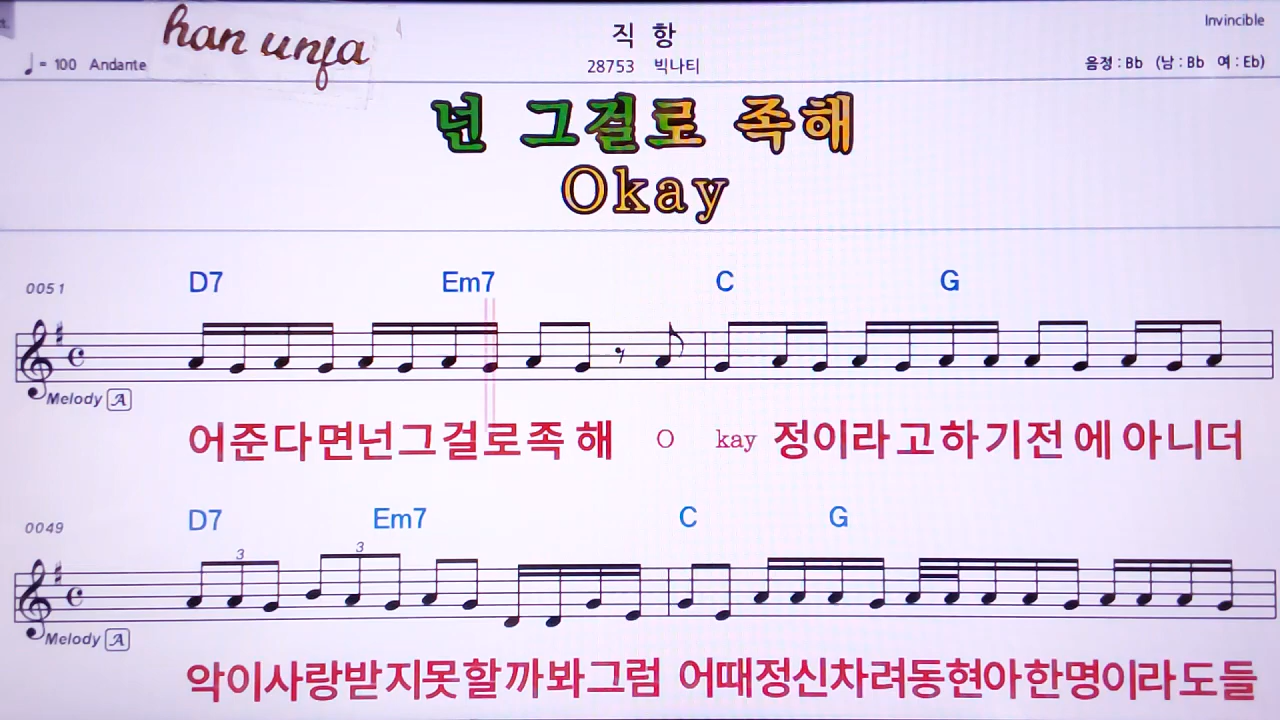 han unja
직 항
Invincible
♩= 100 Andante
28753 빅나티
음정 : Bb (남 : Bb 여 : Eb)
넌 그걸로 족해
Okay
0051 D7 Em7 C G
Melody A
어준다면넌그걸로족 해 O kay 정이라고하기전 에 아니더
0049 D7 Em7 C G
3 3
Melody A
악이사랑받지못할까봐그럼 어때정신차려동현아한명이라도들